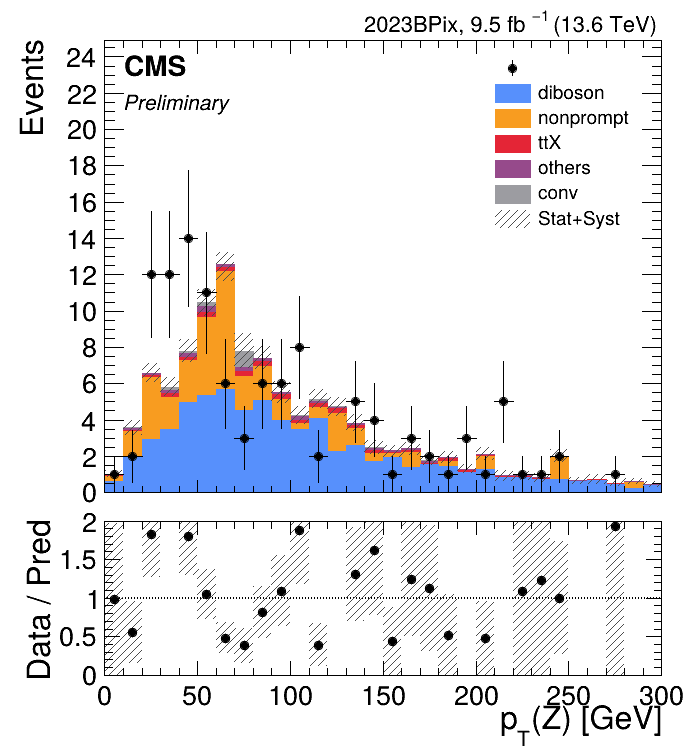 2023BPix, 9.5 fb⁻¹ (13.6 TeV)
Events
24
22
20
18
16
14
12
10
8
6
4
2
0
CMS
Preliminary
diboson
nonprompt
ttX
others
conv
Stat+Syst
Data / Pred
2
1.5
1
0.5
0
0 50 100 150 200 250 300
p_T(Z) [GeV]